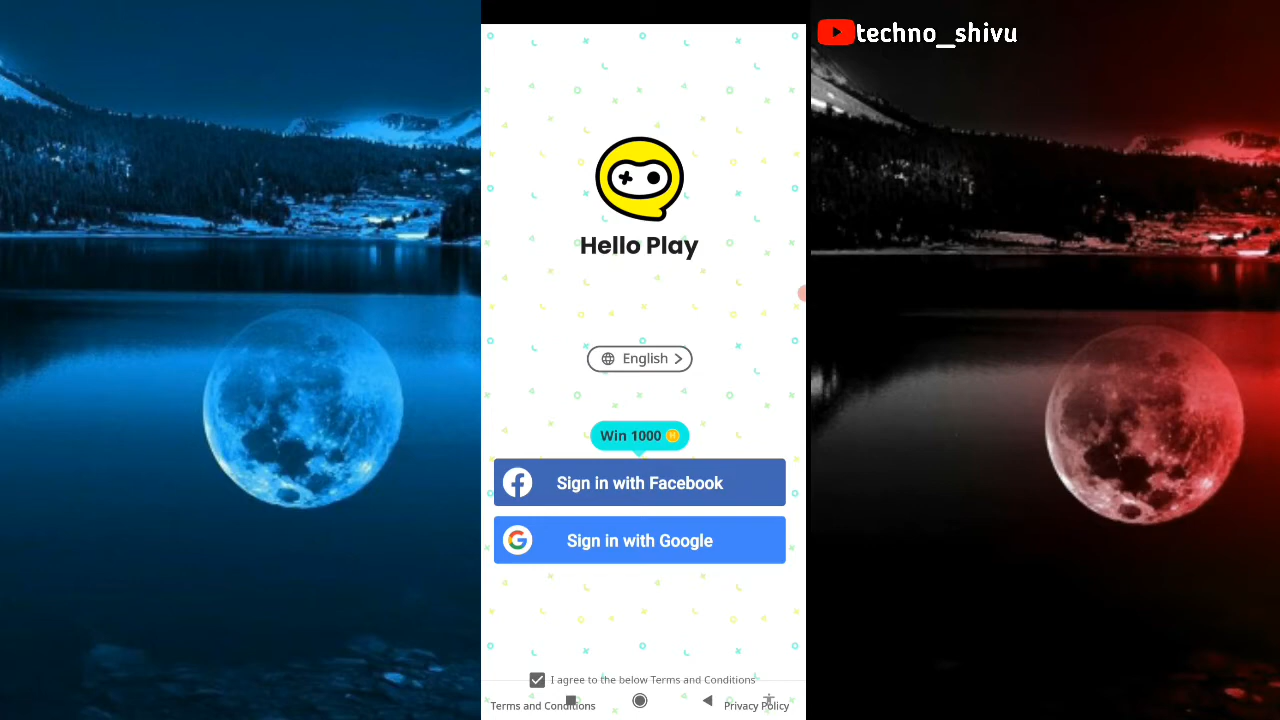 techno_shivu
Hello Play
English
Win 1000
Sign in with Facebook
Sign in with Google
I agree to the below Terms and Conditions
Terms and Conditions
Privacy Policy